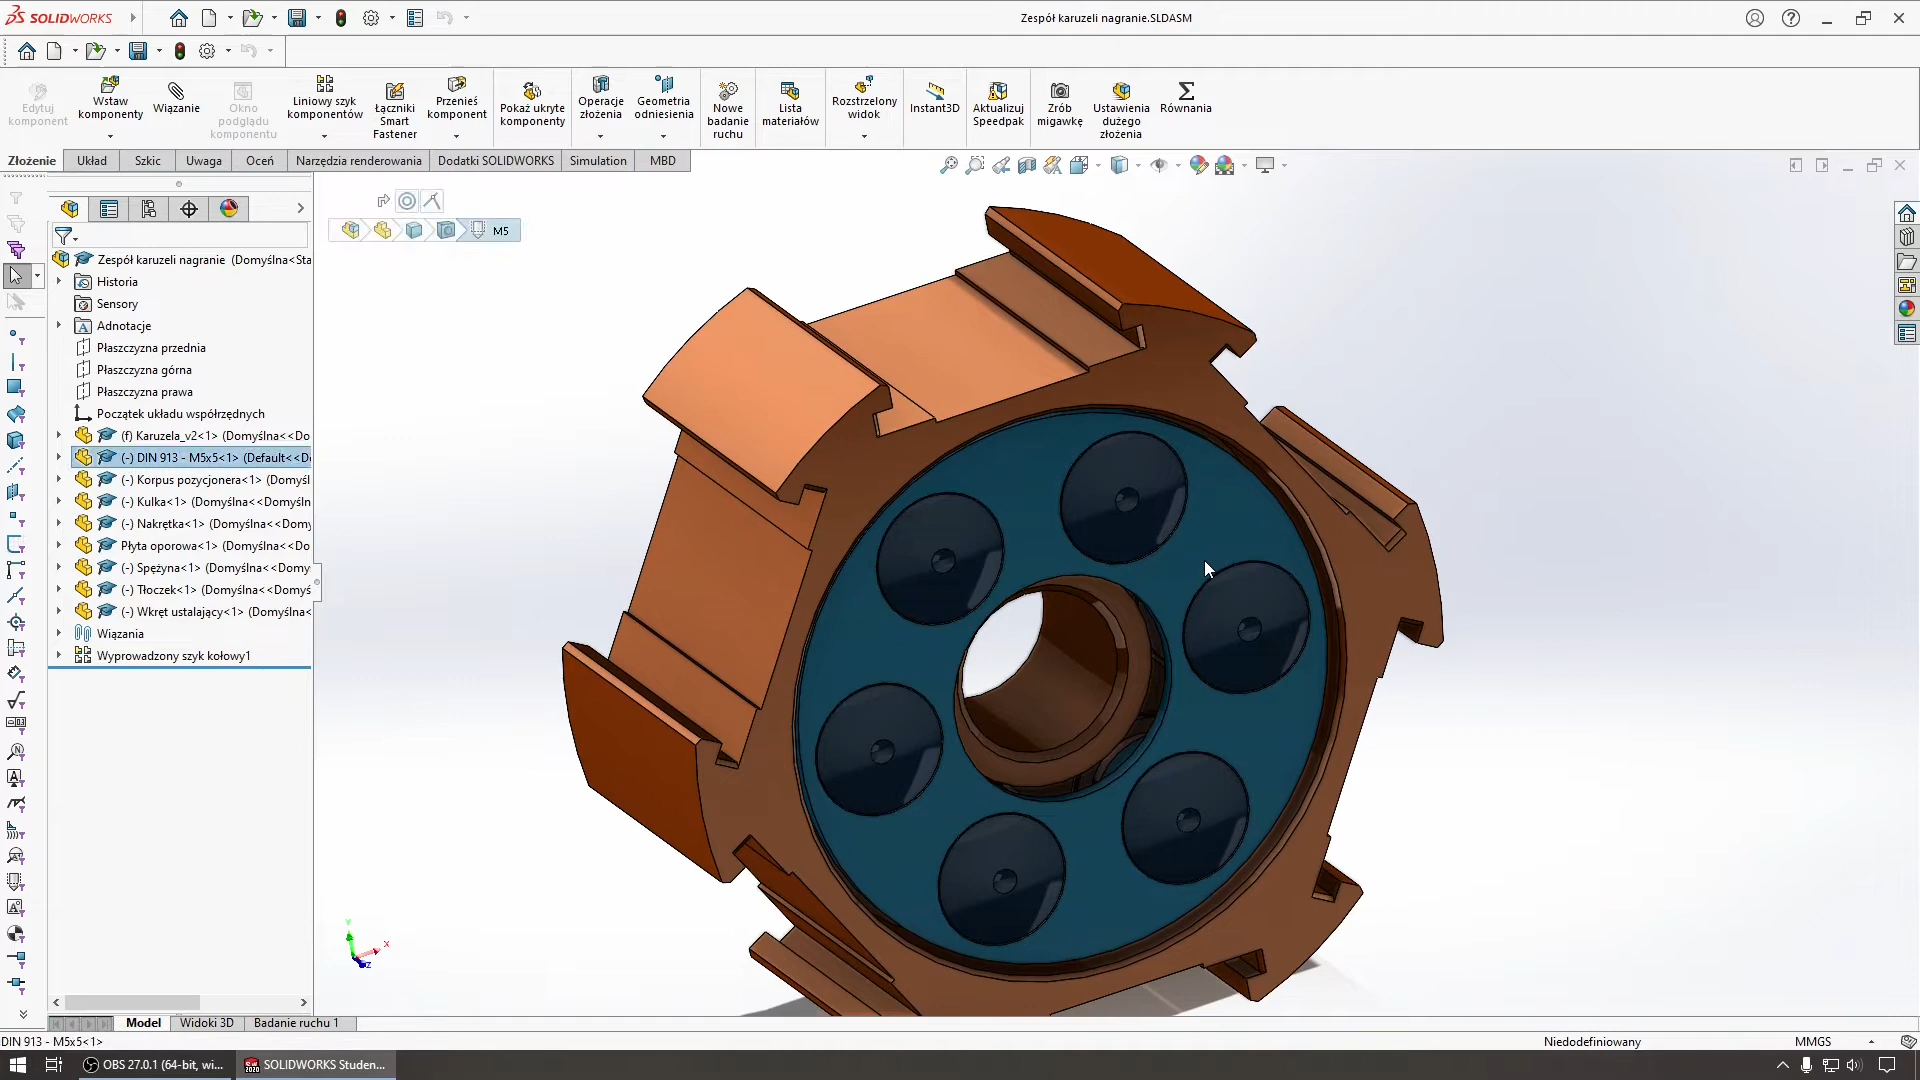 SOLIDWORKS
Zespół karuzeli nagranie.SLDASM
Edytuj komponent
Wstaw komponenty
Wiązanie
Okno podglądu komponentu
Liniowy szyk komponentów
Łączniki Smart Fastener
Przenieś komponent
Pokaż ukryte komponenty
Operacje złożenia
Geometria odniesienia
Nowe badanie ruchu
Lista materiałów
Rozstrzelony widok
Instant3D
Aktualizuj Speedpak
Zrób migawkę
Ustawienia dużego złożenia
Równania
Złożenie
Układ
Szkic
Uwaga
Oceń
Narzędzia renderowania
Dodatki SOLIDWORKS
Simulation
MBD
M5
Zespół karuzeli nagranie (Domyślna<Sta
Historia
Sensory
Adnotacje
Płaszczyzna przednia
Płaszczyzna górna
Płaszczyzna prawa
Początek układu współrzędnych
(f) Karuzela_v2<1> (Domyślna<<Do
(-) DIN 913 - M5x5<1> (Default<<D
(-) Korpus pozycjonera<1> (Domyśl
(-) Kulka<1> (Domyślna<<Domyśln
(-) Nakrętka<1> (Domyślna<<Domy
Płyta oporowa<1> (Domyślna<<Do
(-) Spężyna<1> (Domyślna<<Domy
(-) Tłoczek<1> (Domyślna<<Domyś
(-) Wkręt ustalający<1> (Domyślna<
Wiązania
Wyprowadzony szyk kołowy1
Y
X
Z
Model
Widoki 3D
Badanie ruchu 1
DIN 913 - M5x5<1>
Niedodefiniowany
MMGS
OBS 27.0.1 (64-bit, wi...
SOLIDWORKS Studen...